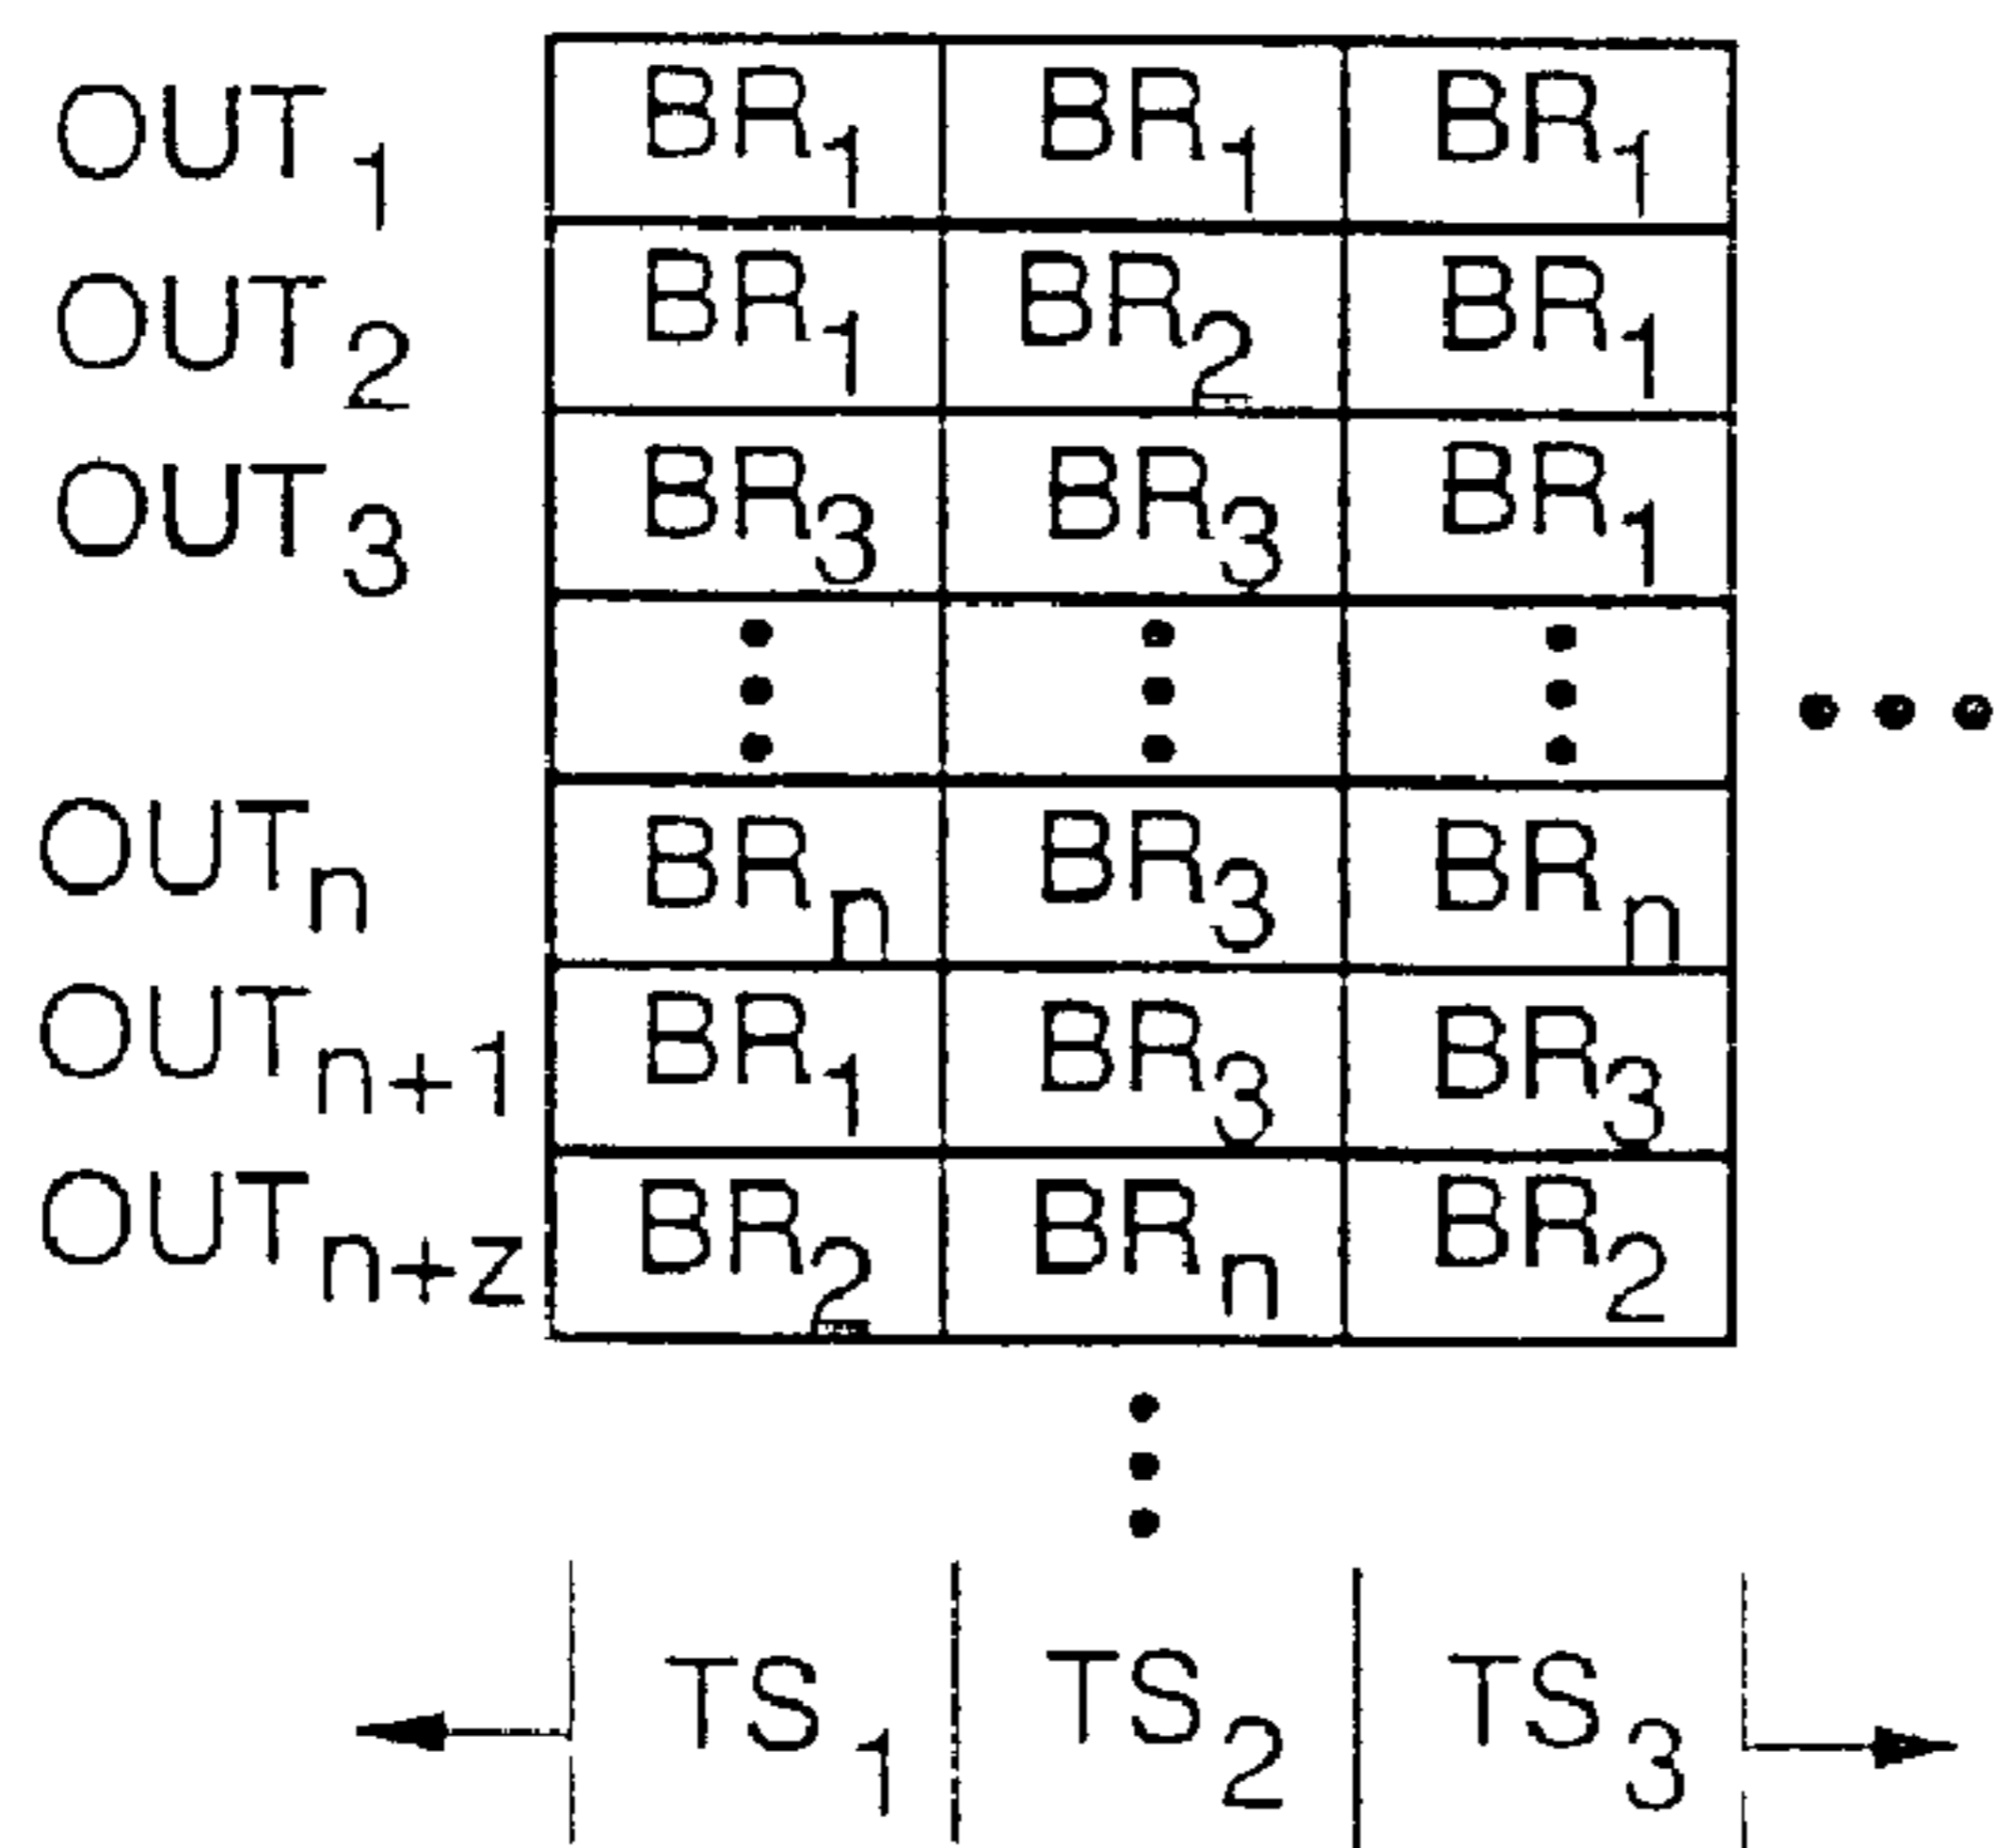 OUT₁ BR₁ BR₁ BR₁
OUT₂ BR₁ BR₂ BR₁
OUT₃ BR₃ BR₃ BR₁
OUTₙ BRₙ BR₃ BRₙ
OUTₙ₊₁ BR₁ BR₃ BR₃
OUTn+z BR₂ BRₙ BR₂
TS₁ TS₂ TS₃